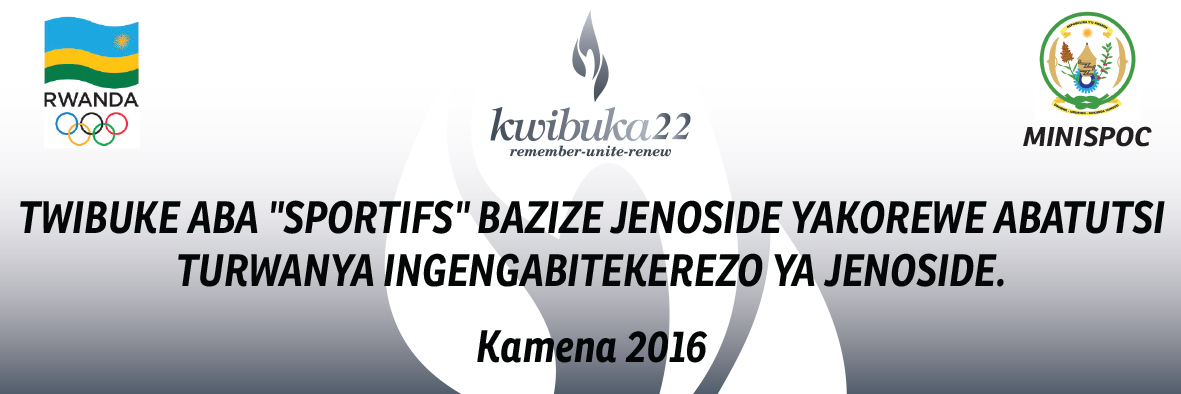 RWANDA
kwibuka22
remember-unite-renew
MINISPOC
TWIBUKE ABA "SPORTIFS" BAZIZE JENOSIDE YAKOREWE ABATUTSI
TURWANYA INGENGABITEKEREZO YA JENOSIDE.
Kamena 2016